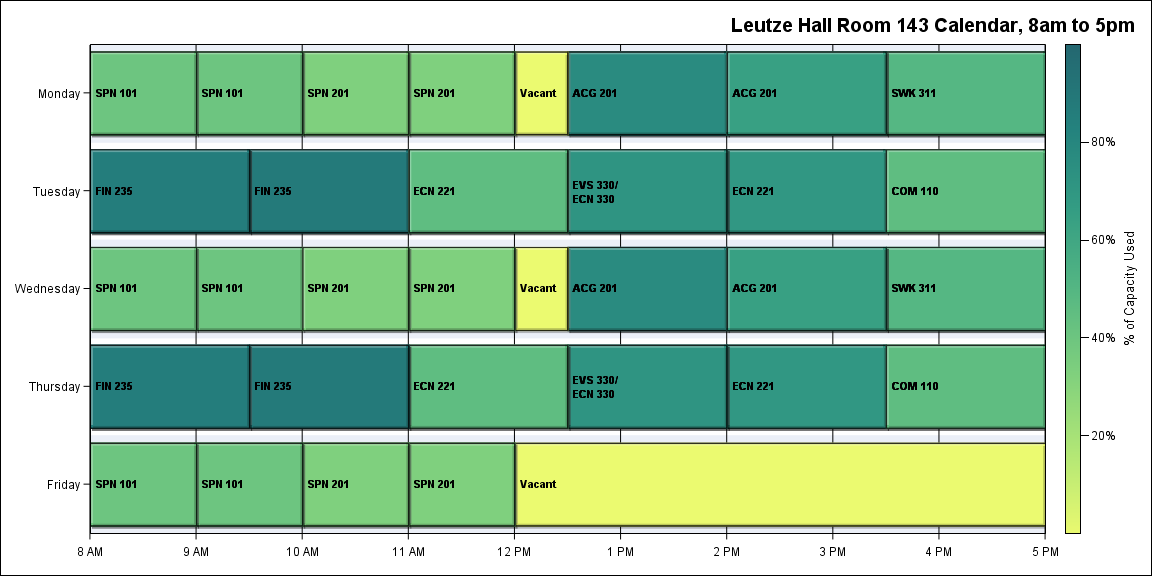 Leutze Hall Room 143 Calendar, 8am to 5pm
Monday
SPN 101
SPN 101
SPN 201
SPN 201
Vacant
ACG 201
ACG 201
SWK 311
Tuesday
FIN 235
FIN 235
ECN 221
EVS 330/
ECN 330
ECN 221
COM 110
Wednesday
SPN 101
SPN 101
SPN 201
SPN 201
Vacant
ACG 201
ACG 201
SWK 311
Thursday
FIN 235
FIN 235
ECN 221
EVS 330/
ECN 330
ECN 221
COM 110
Friday
SPN 101
SPN 101
SPN 201
SPN 201
Vacant
8 AM
9 AM
10 AM
11 AM
12 PM
1 PM
2 PM
3 PM
4 PM
5 PM
80%
60%
40%
20%
% of Capacity Used